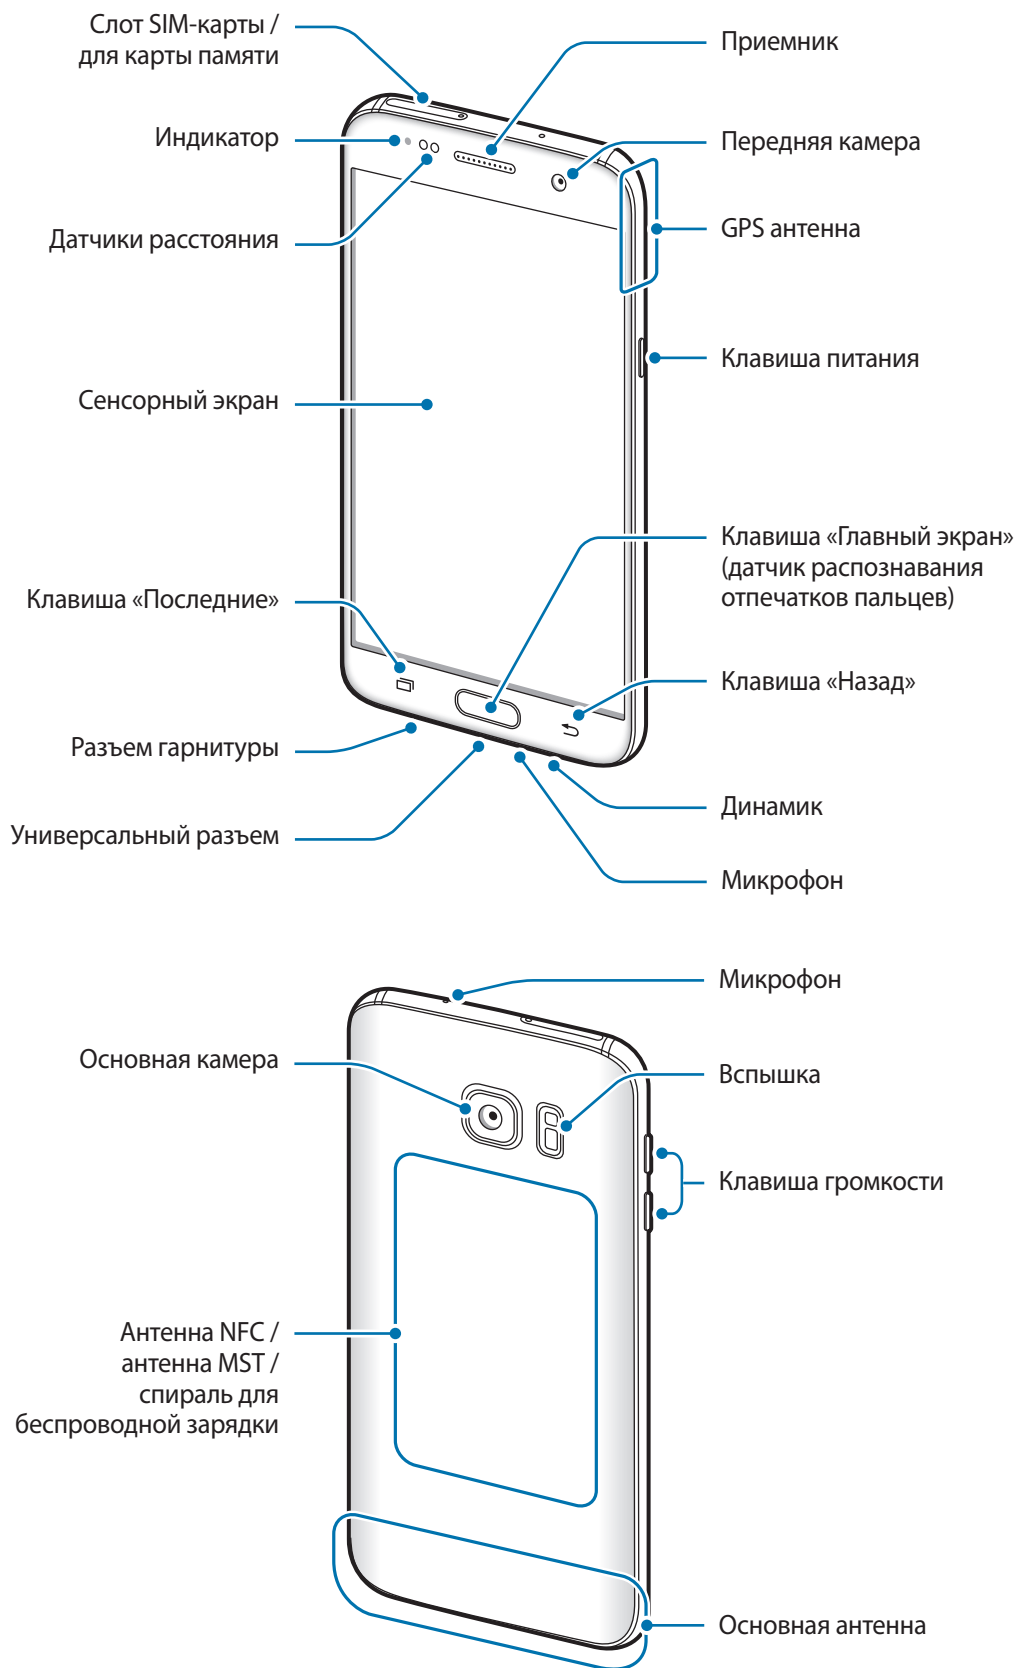 Слот SIM-карты /
для карты памяти
Приемник
Индикатор
Передняя камера
Датчики расстояния
GPS антенна
Клавиша питания
Сенсорный экран
Клавиша «Главный экран»
(датчик распознавания
отпечатков пальцев)
Клавиша «Последние»
Клавиша «Назад»
Разъем гарнитуры
Динамик
Универсальный разъем
Микрофон
Микрофон
Основная камера
Вспышка
Клавиша громкости
Антенна NFC /
антенна MST /
спираль для
беспроводной зарядки
Основная антенна